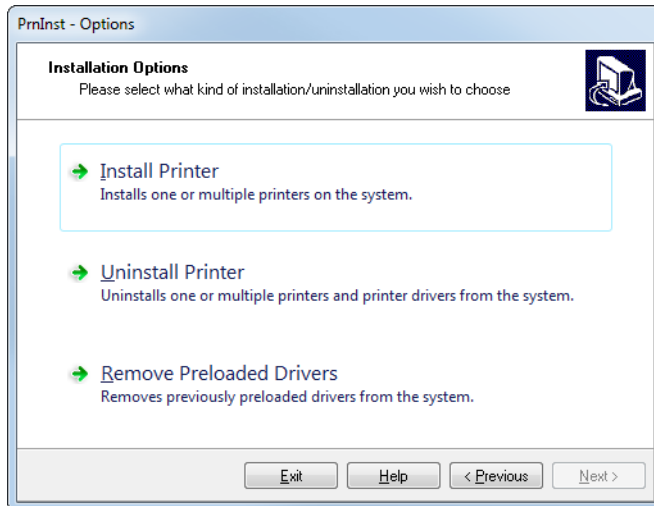 PrnInst - Options
Installation Options
Please select what kind of installation/uninstallation you wish to choose
Install Printer
Installs one or multiple printers on the system.
Uninstall Printer
Uninstalls one or multiple printers and printer drivers from the system.
Remove Preloaded Drivers
Removes previously preloaded drivers from the system.
Exit Help < Previous Next >